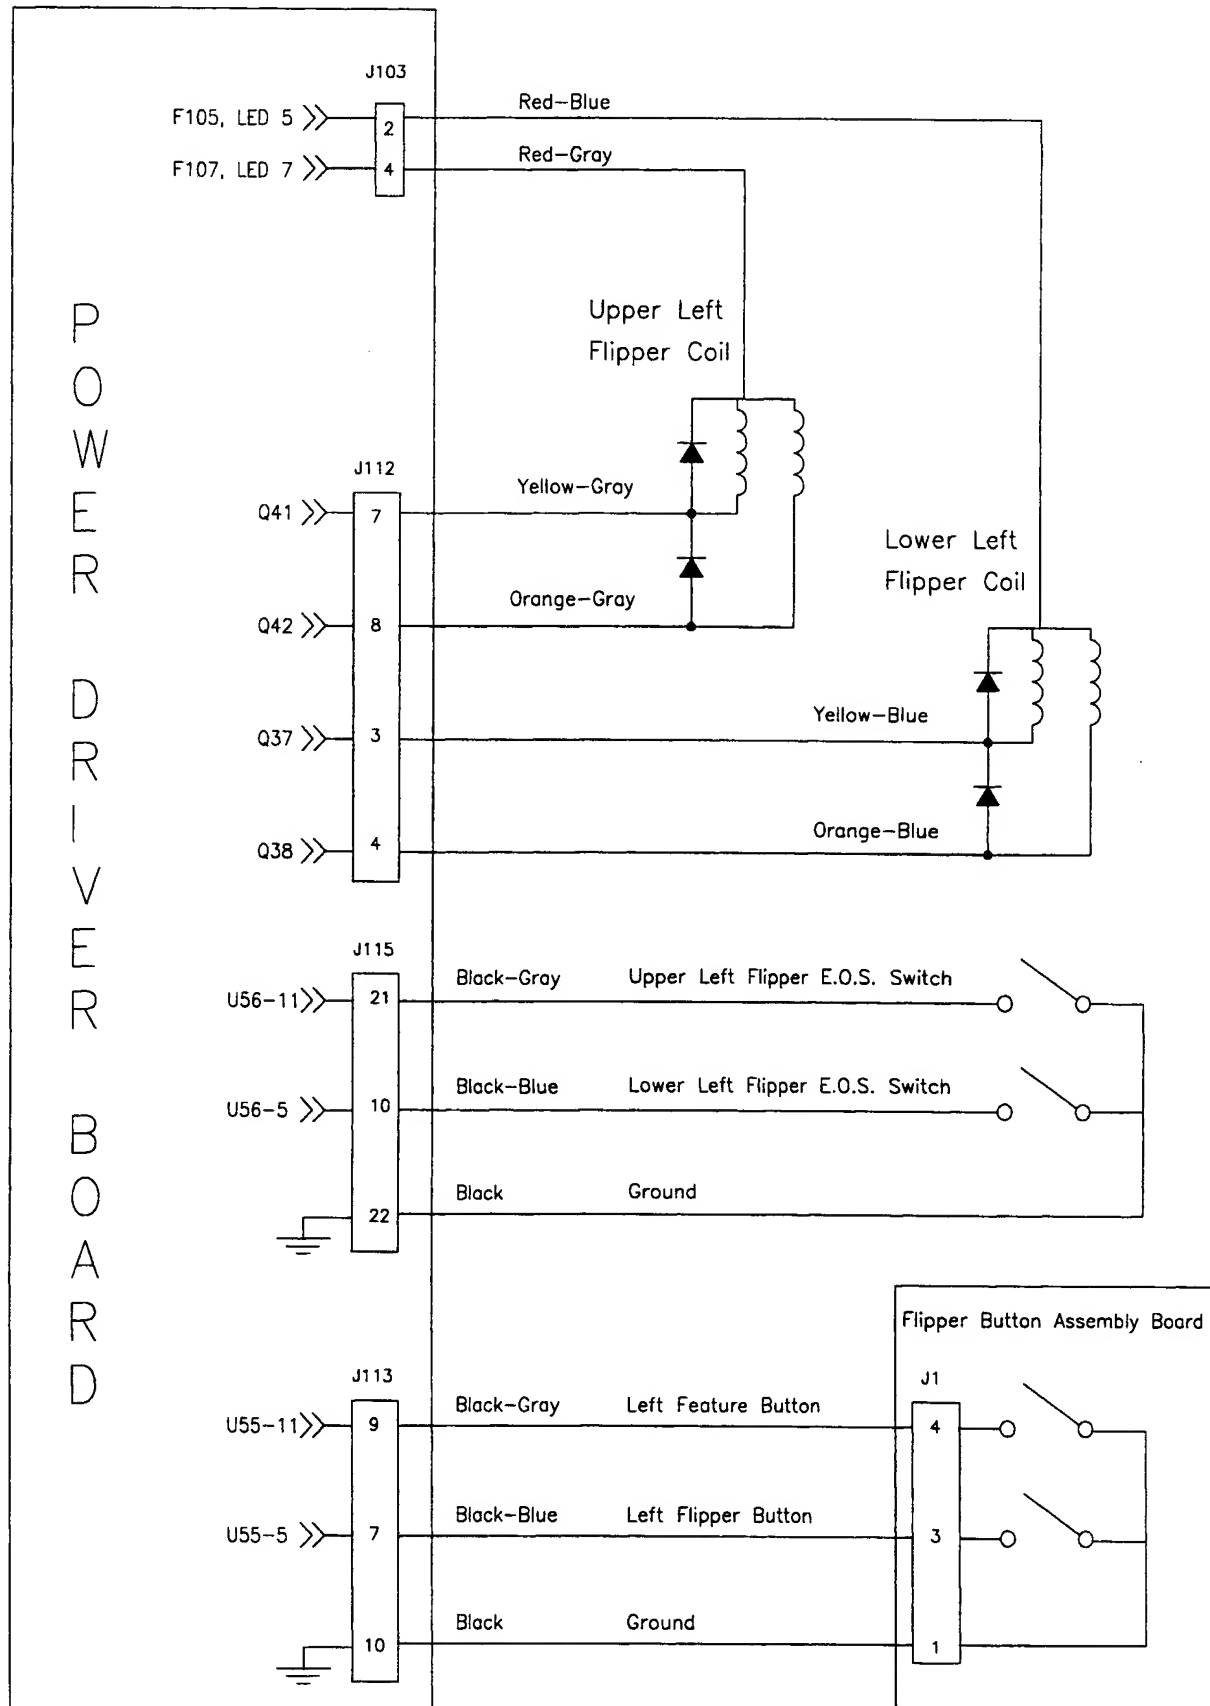 J103
F105, LED 5
2
Red-Blue
F107, LED 7
4
Red-Gray
POWER DRIVER BOARD
Upper Left
Flipper Coil
J112
Q41
7
Yellow-Gray
Lower Left
Flipper Coil
Q42
8
Orange-Gray
Q37
3
Yellow-Blue
Q38
4
Orange-Blue
J115
U56-11
21
Black-Gray Upper Left Flipper E.O.S. Switch
U56-5
10
Black-Blue Lower Left Flipper E.O.S. Switch
22
Black Ground
Flipper Button Assembly Board
J113
J1
U55-11
9
Black-Gray Left Feature Button
4
U55-5
7
Black-Blue Left Flipper Button
3
10
Black Ground
1